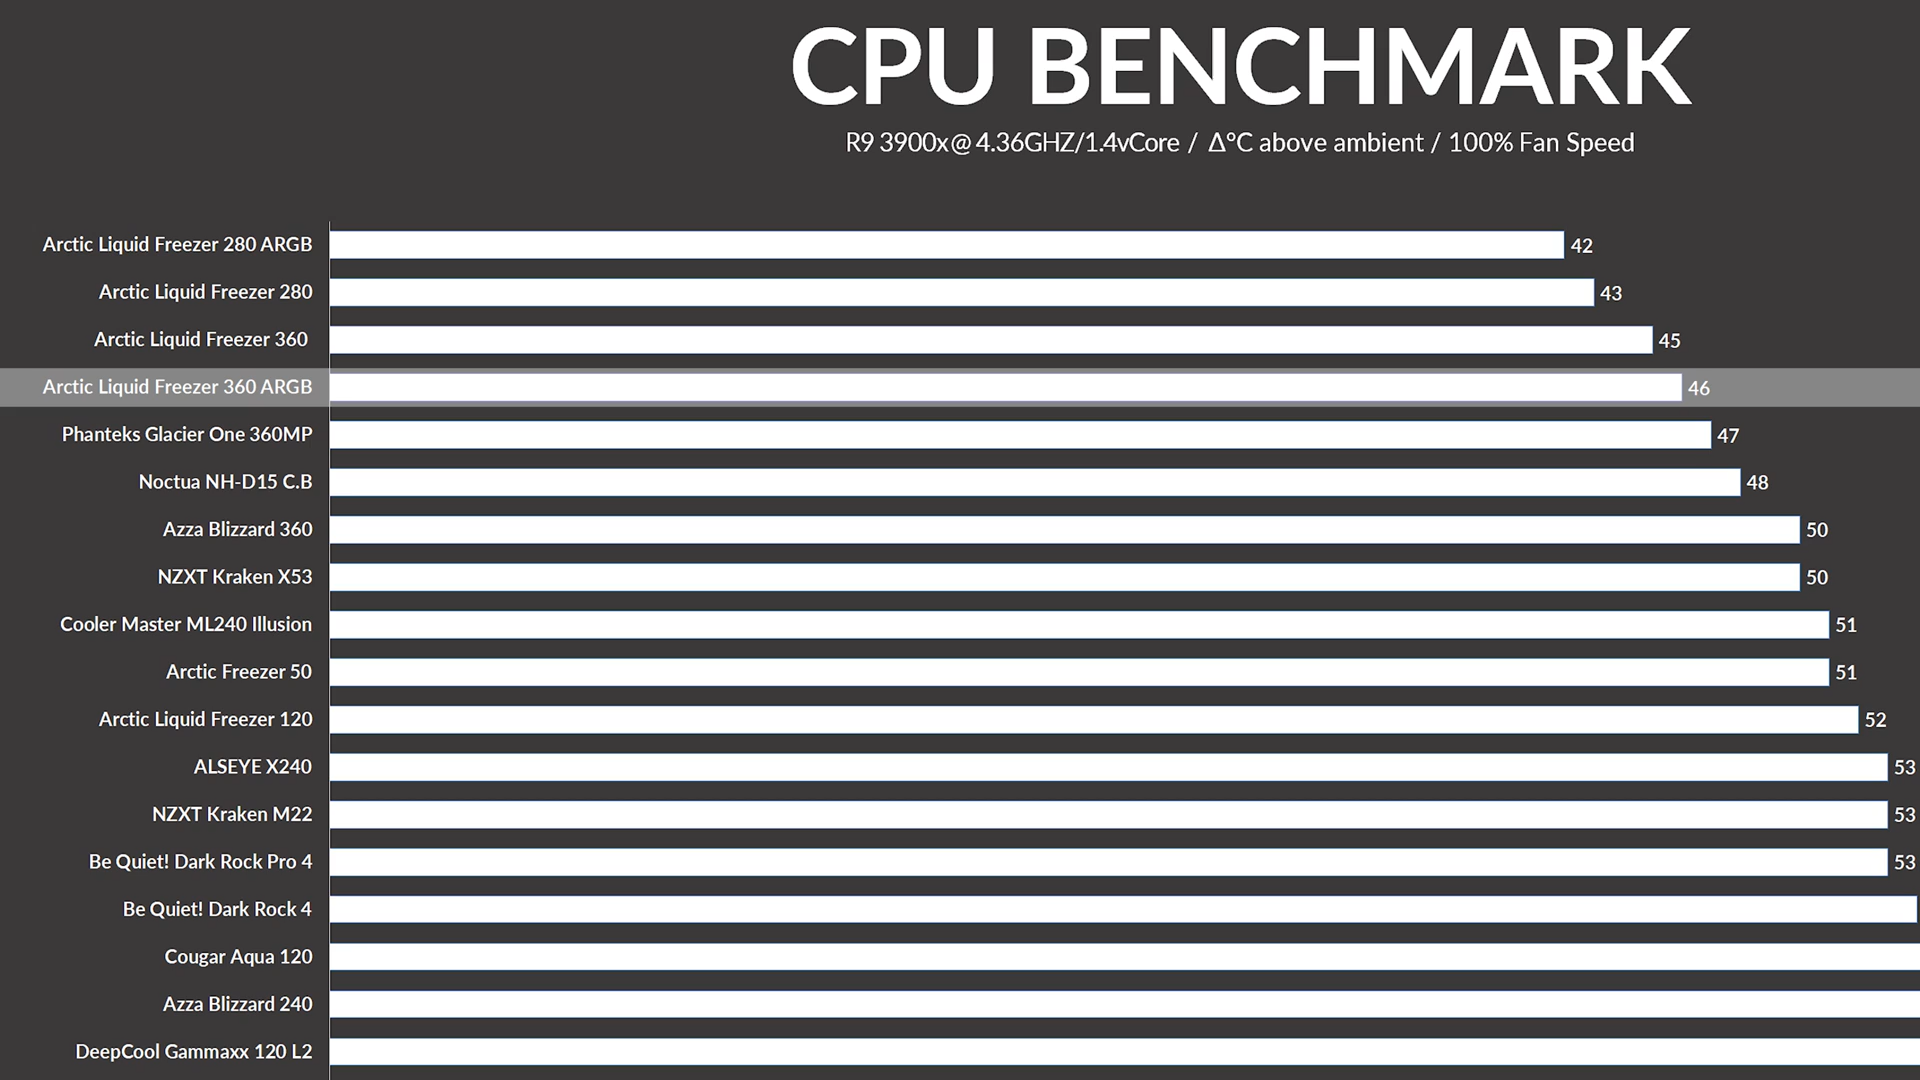 CPU BENCHMARK
R9 3900x@4.36GHZ/1.4vCore / Δ°C above ambient / 100% Fan Speed
Arctic Liquid Freezer 280 ARGB 42
Arctic Liquid Freezer 280 43
Arctic Liquid Freezer 360 45
Arctic Liquid Freezer 360 ARGB 46
Phanteks Glacier One 360MP 47
Noctua NH-D15 C.B 48
Azza Blizzard 360 50
NZXT Kraken X53 50
Cooler Master ML240 Illusion 51
Arctic Freezer 50 51
Arctic Liquid Freezer 120 52
ALSEYE X240 53
NZXT Kraken M22 53
Be Quiet! Dark Rock Pro 4 53
Be Quiet! Dark Rock 4
Cougar Aqua 120
Azza Blizzard 240
DeepCool Gammaxx 120 L2